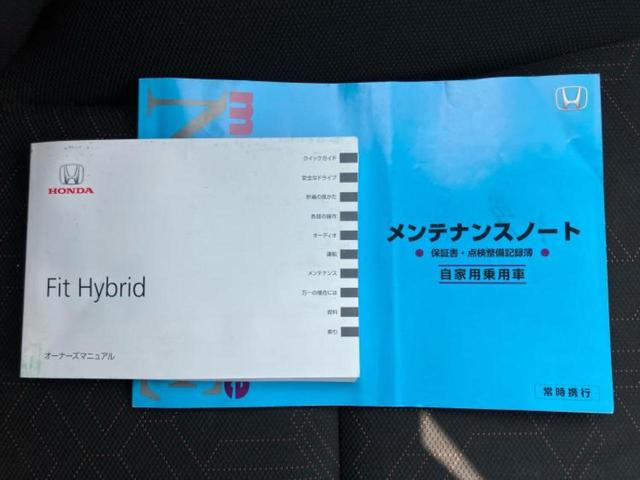 HONDA
Fit Hybrid
オーナーズマニュアル
クイックガイド
安全なドライブ
計器の見かた
各部の操作
オーディオ
運転
メンテナンス
万一の場合には
資料
索引
メンテナンスノート
保証書・点検整備記録簿
自家用乗用車
常時携行